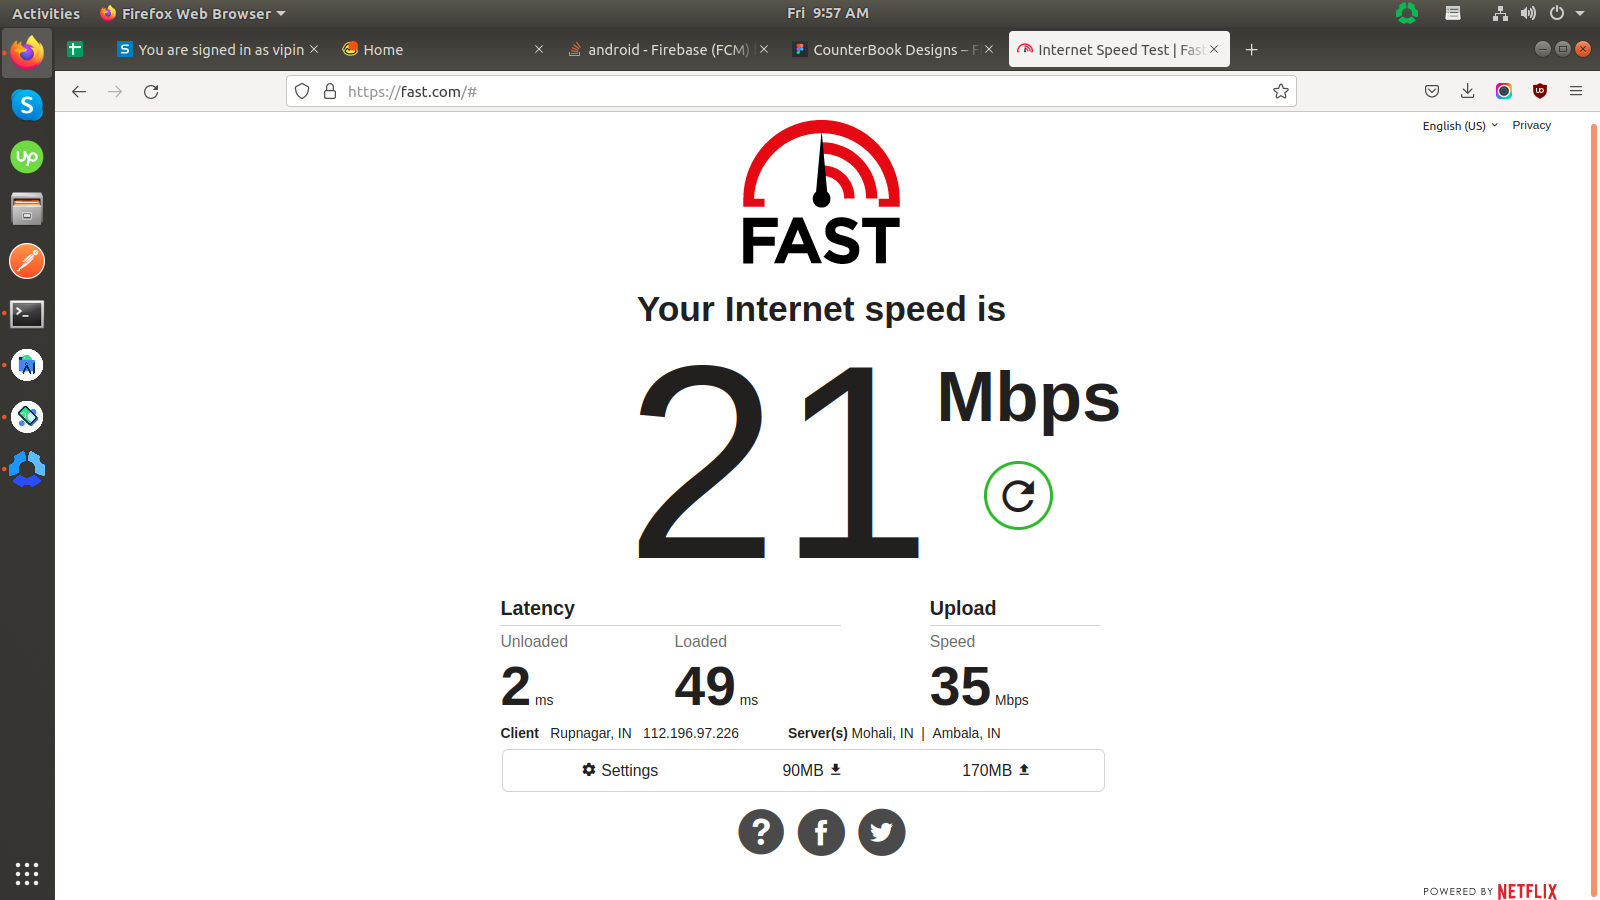 Activities Firefox Web Browser Fri 9:57 AM
You are signed in as vipin Home android - Firebase (FCM) CounterBook Designs – F Internet Speed Test | Fast
https://fast.com/#
English (US) Privacy
FAST
Your Internet speed is
21 Mbps
Latency Upload
Unloaded Loaded Speed
2 ms 49 ms 35 Mbps
Client Rupnagar, IN 112.196.97.226 Server(s) Mohali, IN | Ambala, IN
Settings 90MB 170MB
POWERED BY NETFLIX